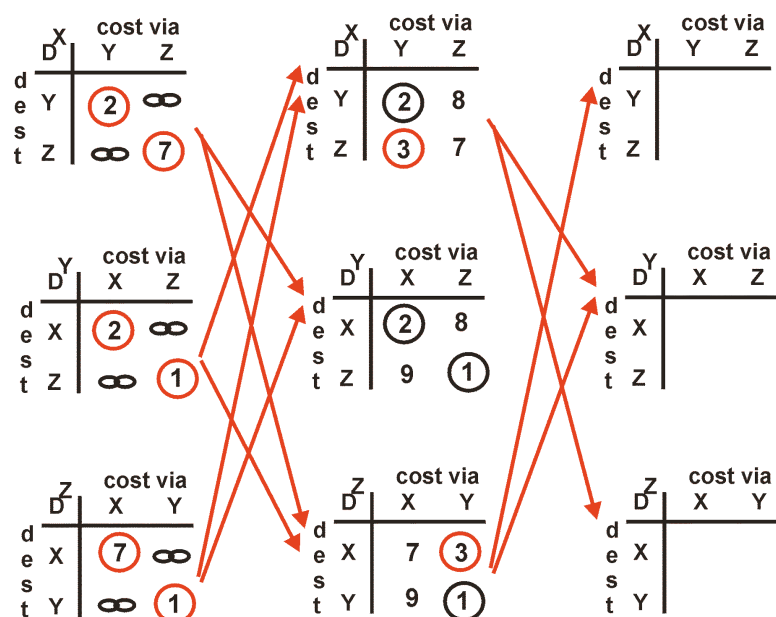 X cost via
D Y Z
dest
Y 2 ∞
Z ∞ 7
X cost via
D Y Z
dest
Y 2 8
Z 3 7
X cost via
D Y Z
dest
Y
Z
Y cost via
D X Z
dest
X 2 ∞
Z ∞ 1
Y cost via
D X Z
dest
X 2 8
Z 9 1
Y cost via
D X Z
dest
X
Z
Z cost via
D X Y
dest
X 7 ∞
Y ∞ 1
Z cost via
D X Y
dest
X 7 3
Y 9 1
Z cost via
D X Y
dest
X
Y